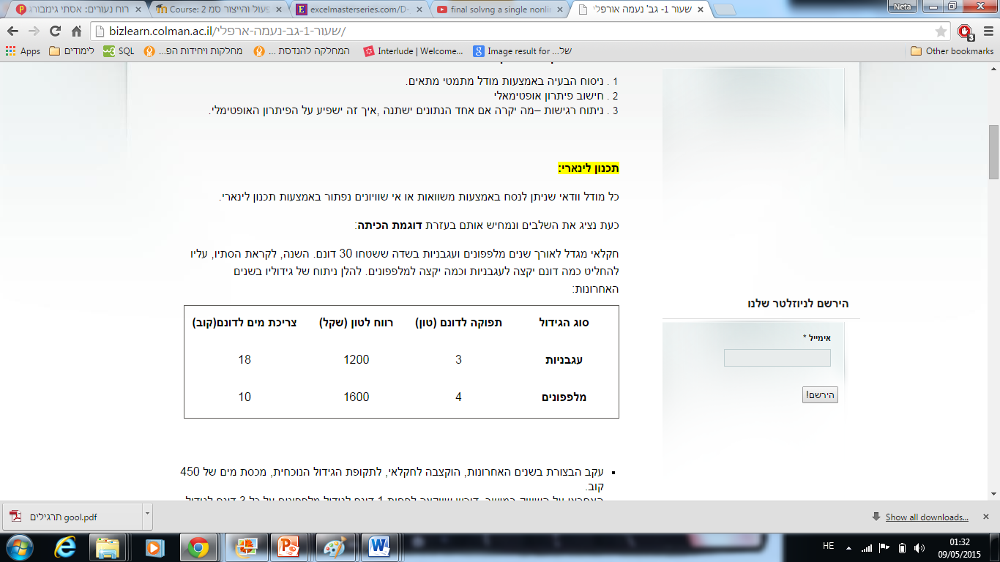 רוח נעורים: אסתי גימבורג
Course: 2 פעול והייצור סמ
excelmasterseries.com/D-
final solvng a single nonlin
שעור 1- גב' נעמה אורפלי
Neta
bizlearn.colman.ac.il/שעור-1-גב-נעמה-ארפלי/
3
Apps
לימודים
SQL
מחלקות ויחידות הפ...
המחלקה להנדסת ...
Interlude | Welcome...
Image result for ...של
Other bookmarks
1 . ניסוח הבעיה באמצעות מודל מתמטי מתאים.
2 . חישוב פיתרון אופטימאלי
3 . ניתוח רגישות –מה יקרה אם אחד הנתונים ישתנה ,איך זה ישפיע על הפיתרון האופטימלי.
תכנון לינארי:
כל מודל וודאי שניתן לנסח באמצעות משוואות או אי שוויונים נפתור באמצעות תכנון לינארי.
כעת נציג את השלבים ונמחיש אותם בעזרת דוגמת הכיתה:
חקלאי מגדל לאורך שנים מלפפונים ועגבניות בשדה ששטחו 30 דונם. השנה, לקראת הסתיו, עליו
להחליט כמה דונם יקצה לעגבניות וכמה יקצה למלפפונים. להלן ניתוח של גידוליו בשנים
האחרונות:
סוג הגידול תפוקה לדונם (טון) רווח לטון (שקל) צריכת מים לדונם(קוב)
עגבניות 3 1200 18
מלפפונים 4 1600 10
עקב הבצורת בשנים האחרונות, הוקצבה לחקלאי, לתקופת הגידול הנוכחית, מכסת מים של 450
קוב.
הירשם לניוזלטר שלנו
אימייל *
הירשם!
תרגילים gool.pdf
Show all downloads...
HE
01:32
09/05/2015